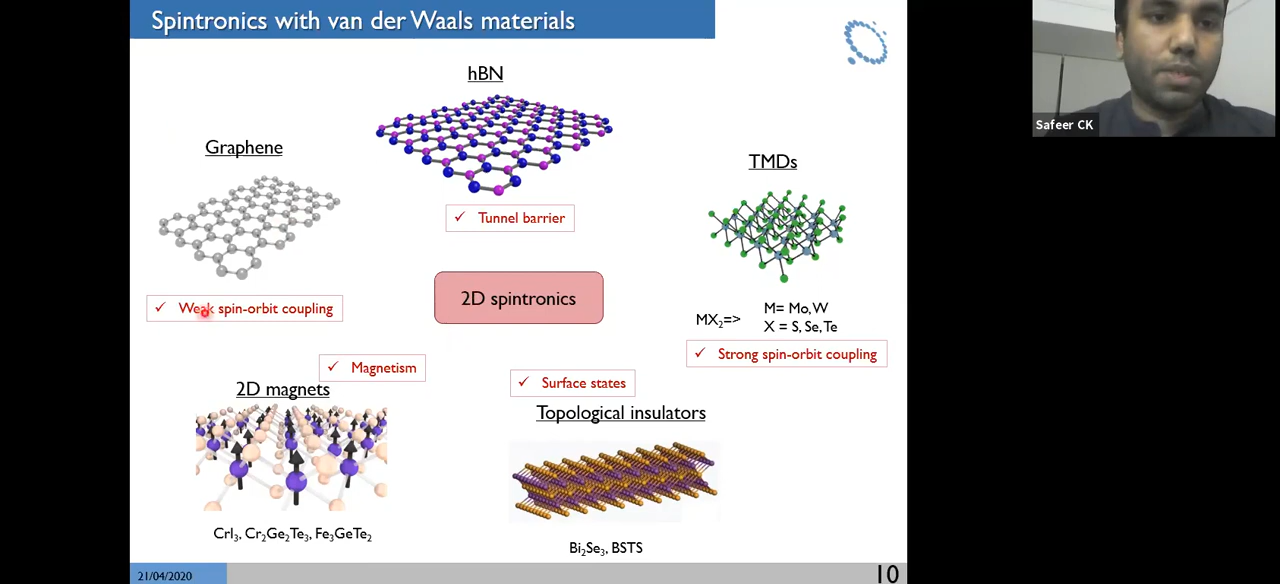 Spintronics with van der Waals materials
hBN
Graphene
TMDs
✓ Tunnel barrier
2D spintronics
✓ Weak spin-orbit coupling
MX₂=>
M= Mo, W
X = S, Se, Te
✓ Strong spin-orbit coupling
✓ Magnetism
2D magnets
✓ Surface states
Topological insulators
CrI₃, Cr₂Ge₂Te₃, Fe₃GeTe₂
Bi₂Se₃, BSTS
21/04/2020
10
Safeer CK